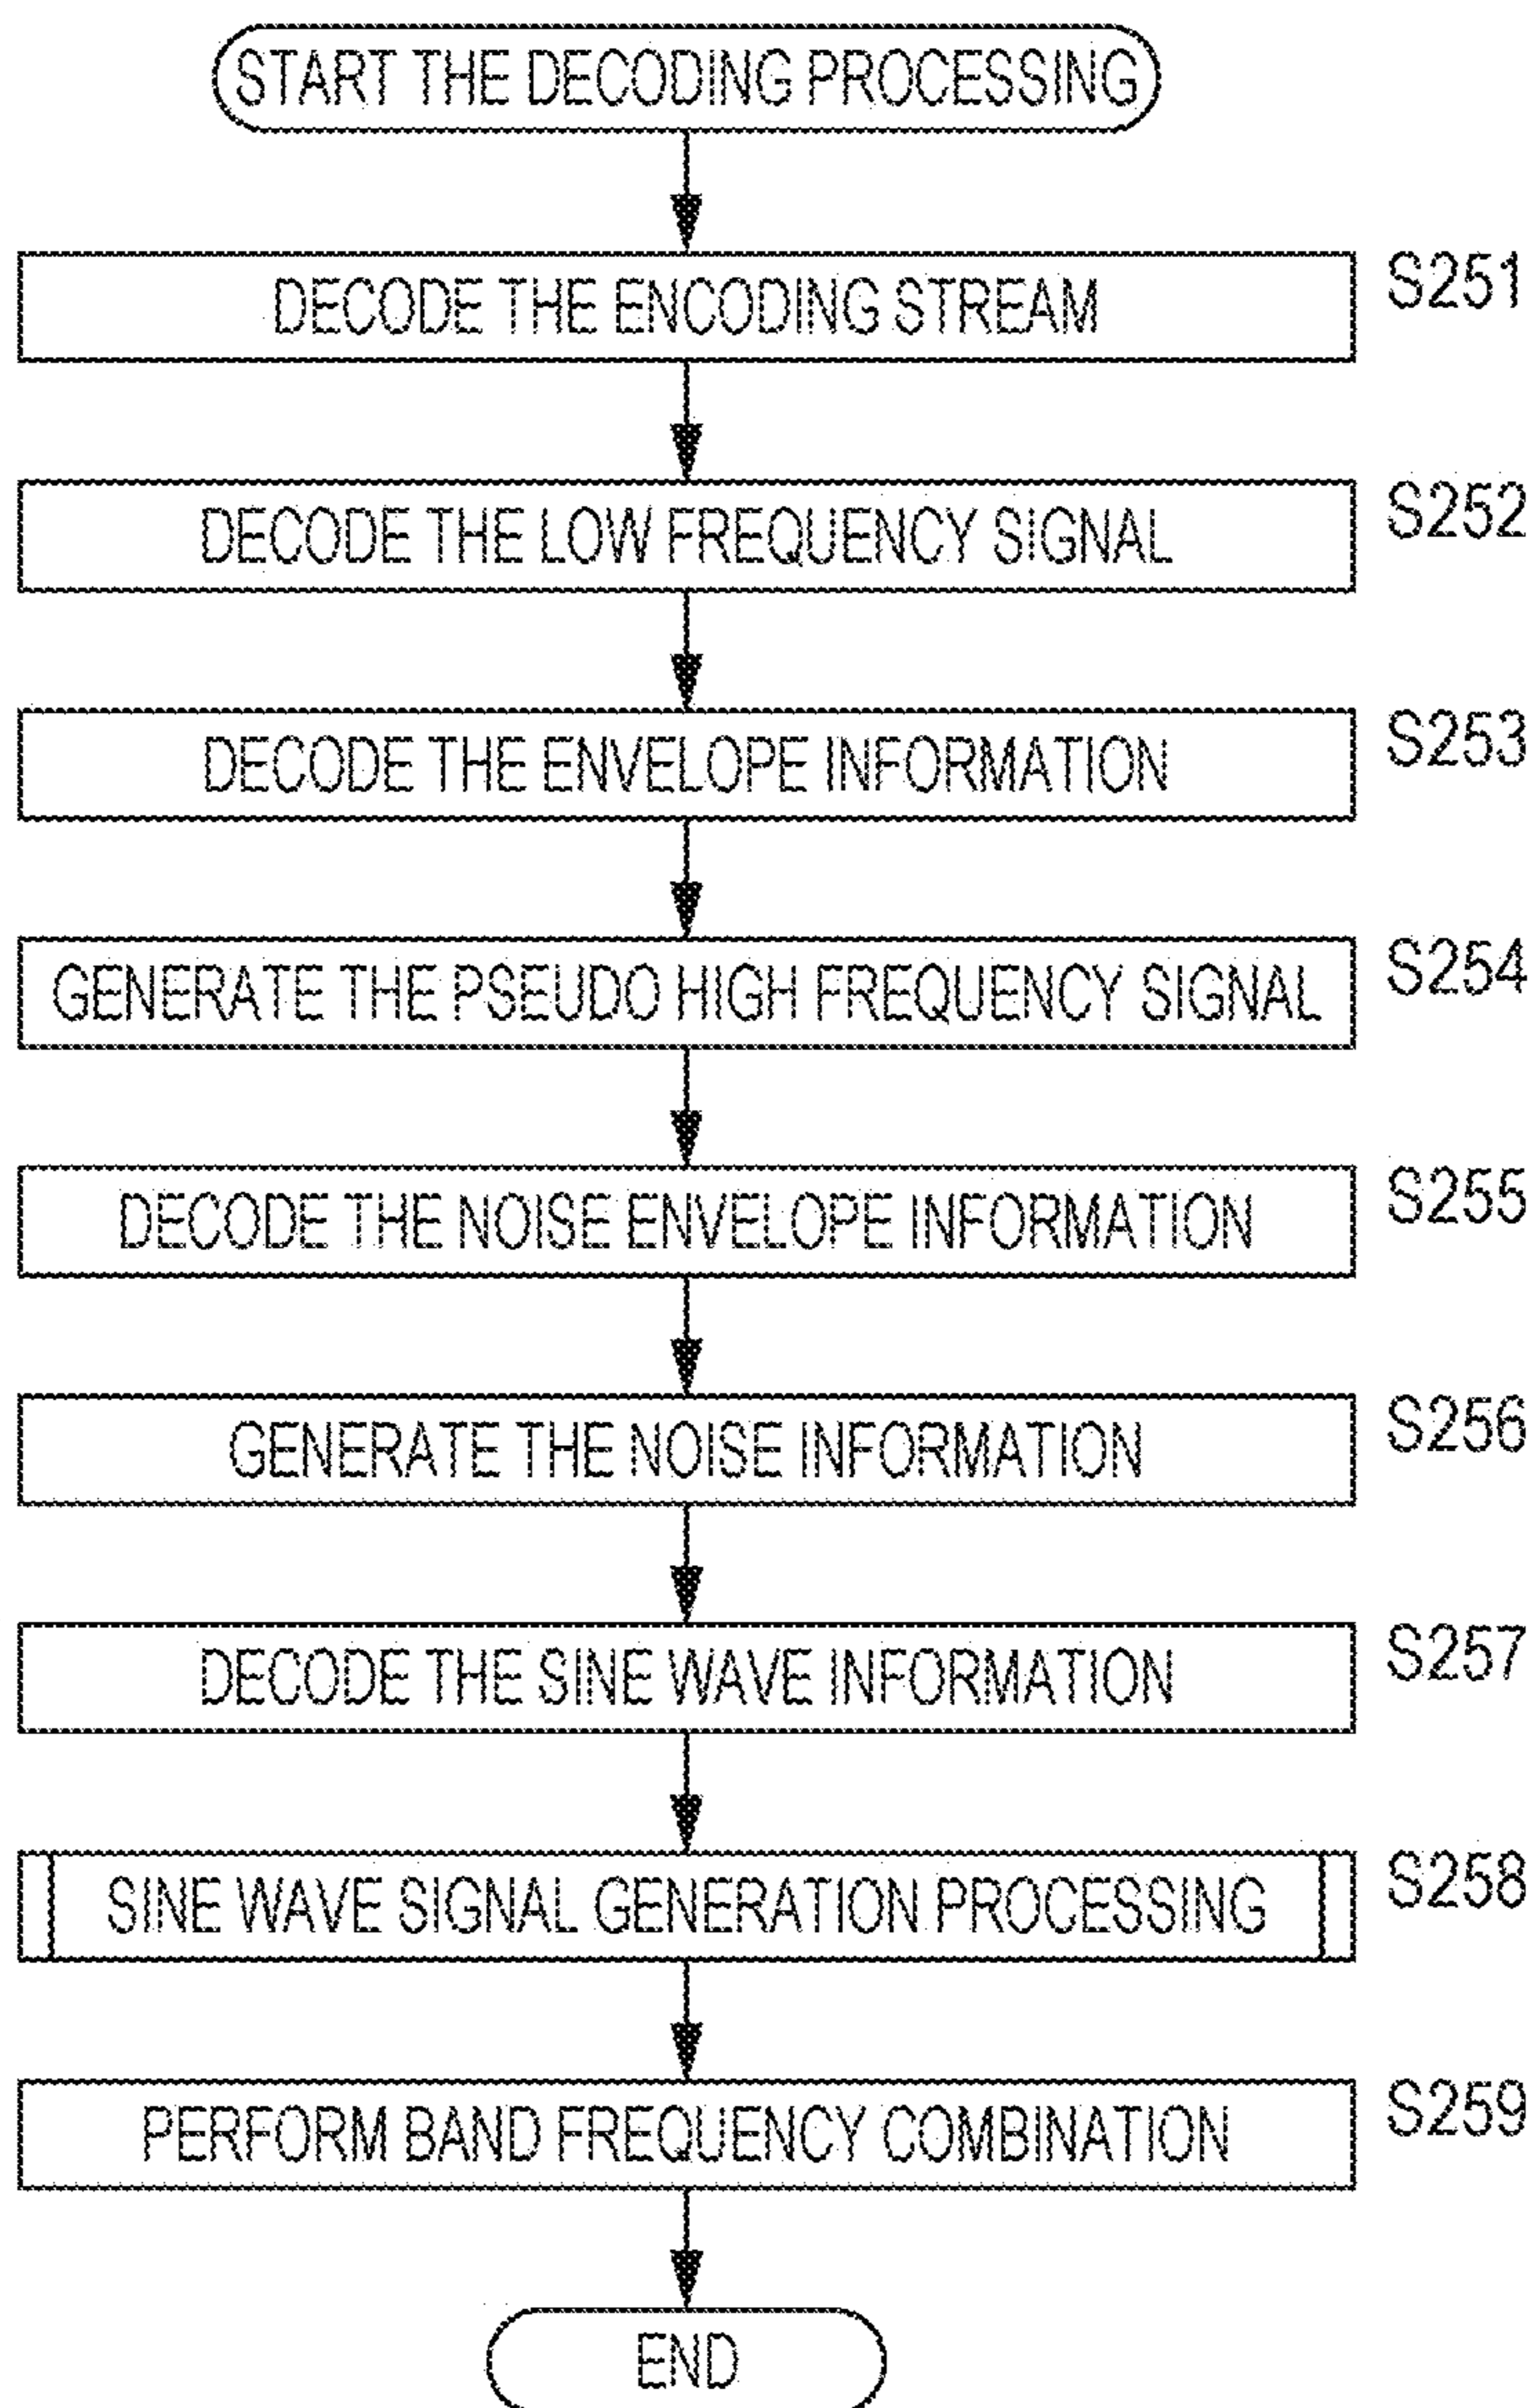 START THE DECODING PROCESSING
DECODE THE ENCODING STREAM S251
DECODE THE LOW FREQUENCY SIGNAL S252
DECODE THE ENVELOPE INFORMATION S253
GENERATE THE PSEUDO HIGH FREQUENCY SIGNAL S254
DECODE THE NOISE ENVELOPE INFORMATION S255
GENERATE THE NOISE INFORMATION S256
DECODE THE SINE WAVE INFORMATION S257
SINE WAVE SIGNAL GENERATION PROCESSING S258
PERFORM BAND FREQUENCY COMBINATION S259
END